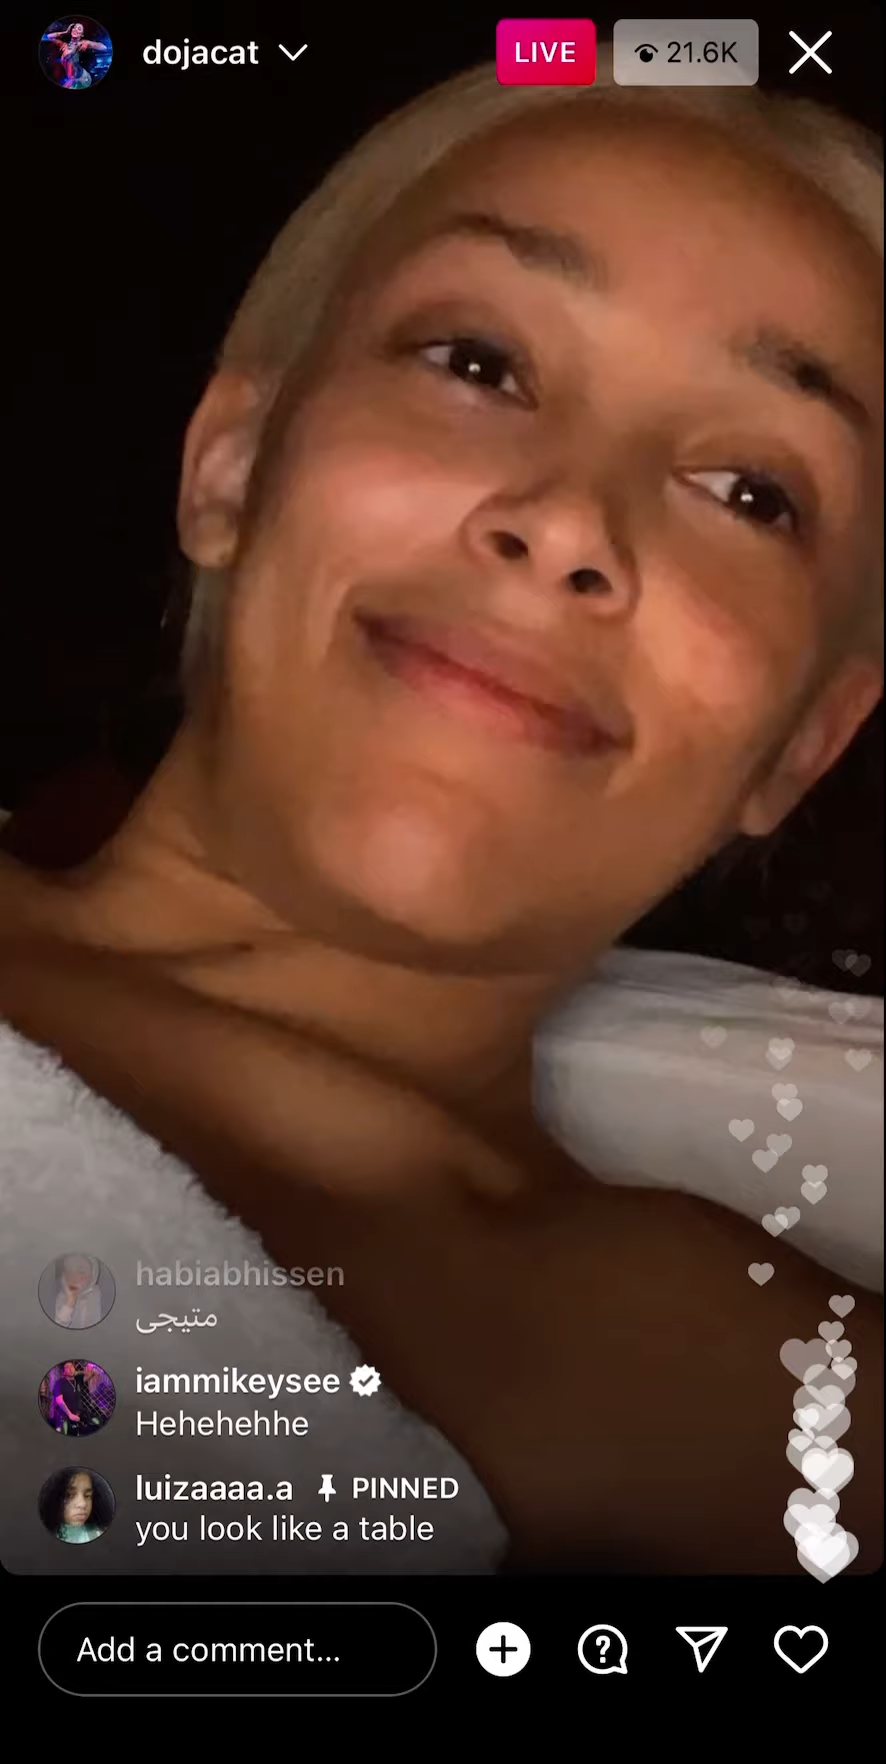 dojacat
LIVE
21.6K
habiabhissen
متيجى
iammikeysee
Hehehehhe
luizaaaa.a PINNED
you look like a table
Add a comment...